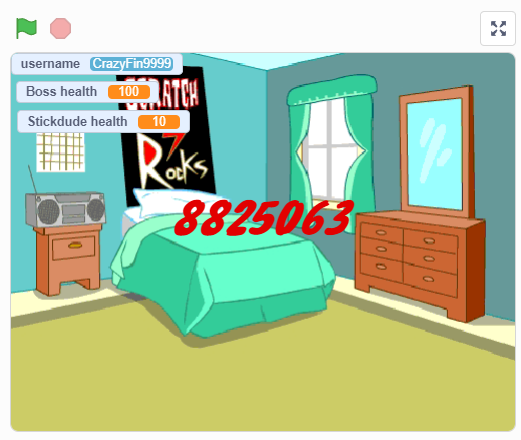 username CrazyFin9999
Boss health 100
Stickdude health 10
SCRATCH
Rocks
8825063